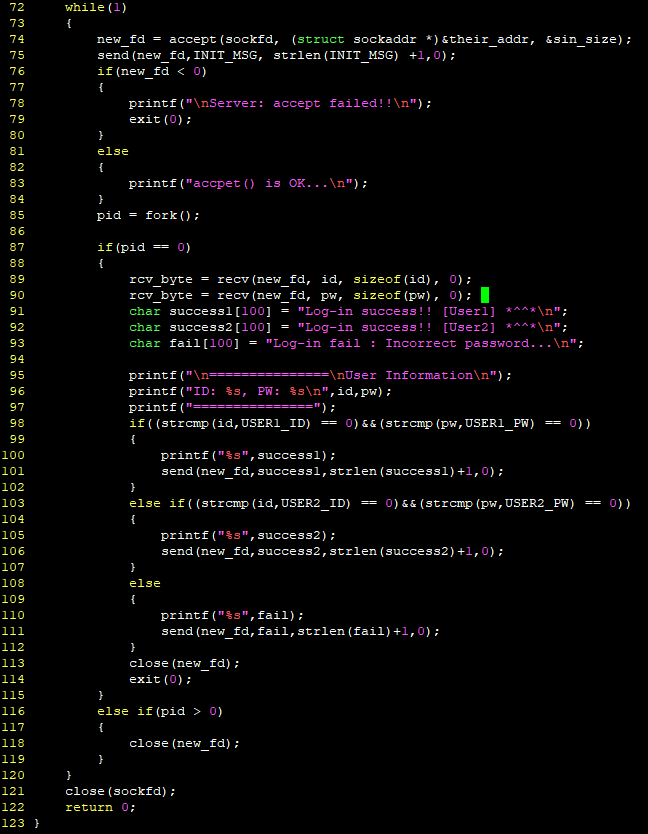 72     while(1)
73     {
74         new_fd = accept(sockfd, (struct sockaddr *)&their_addr, &sin_size);
75         send(new_fd,INIT_MSG, strlen(INIT_MSG) +1,0);
76         if(new_fd < 0)
77         {
78             printf("\nServer: accept failed!!\n");
79             exit(0);
80         }
81         else
82         {
83             printf("accpet() is OK...\n");
84         }
85         pid = fork();
86
87         if(pid == 0)
88         {
89             rcv_byte = recv(new_fd, id, sizeof(id), 0);
90             rcv_byte = recv(new_fd, pw, sizeof(pw), 0);
91             char success1[100] = "Log-in success!! [User1] *^^*\n";
92             char success2[100] = "Log-in success!! [User2] *^^*\n";
93             char fail[100] = "Log-in fail : Incorrect password...\n";
94
95             printf("\n===============\nUser Information\n");
96             printf("ID: %s, PW: %s\n",id,pw);
97             printf("===============");
98             if((strcmp(id,USER1_ID) == 0)&&(strcmp(pw,USER1_PW) == 0))
99             {
100                 printf("%s",success1);
101                 send(new_fd,success1,strlen(success1)+1,0);
102             }
103             else if((strcmp(id,USER2_ID) == 0)&&(strcmp(pw,USER2_PW) == 0))
104             {
105                 printf("%s",success2);
106                 send(new_fd,success2,strlen(success2)+1,0);
107             }
108             else
109             {
110                 printf("%s",fail);
111                 send(new_fd,fail,strlen(fail)+1,0);
112             }
113             close(new_fd);
114             exit(0);
115         }
116         else if(pid > 0)
117         {
118             close(new_fd);
119         }
120     }
121     close(sockfd);
122     return 0;
123 }